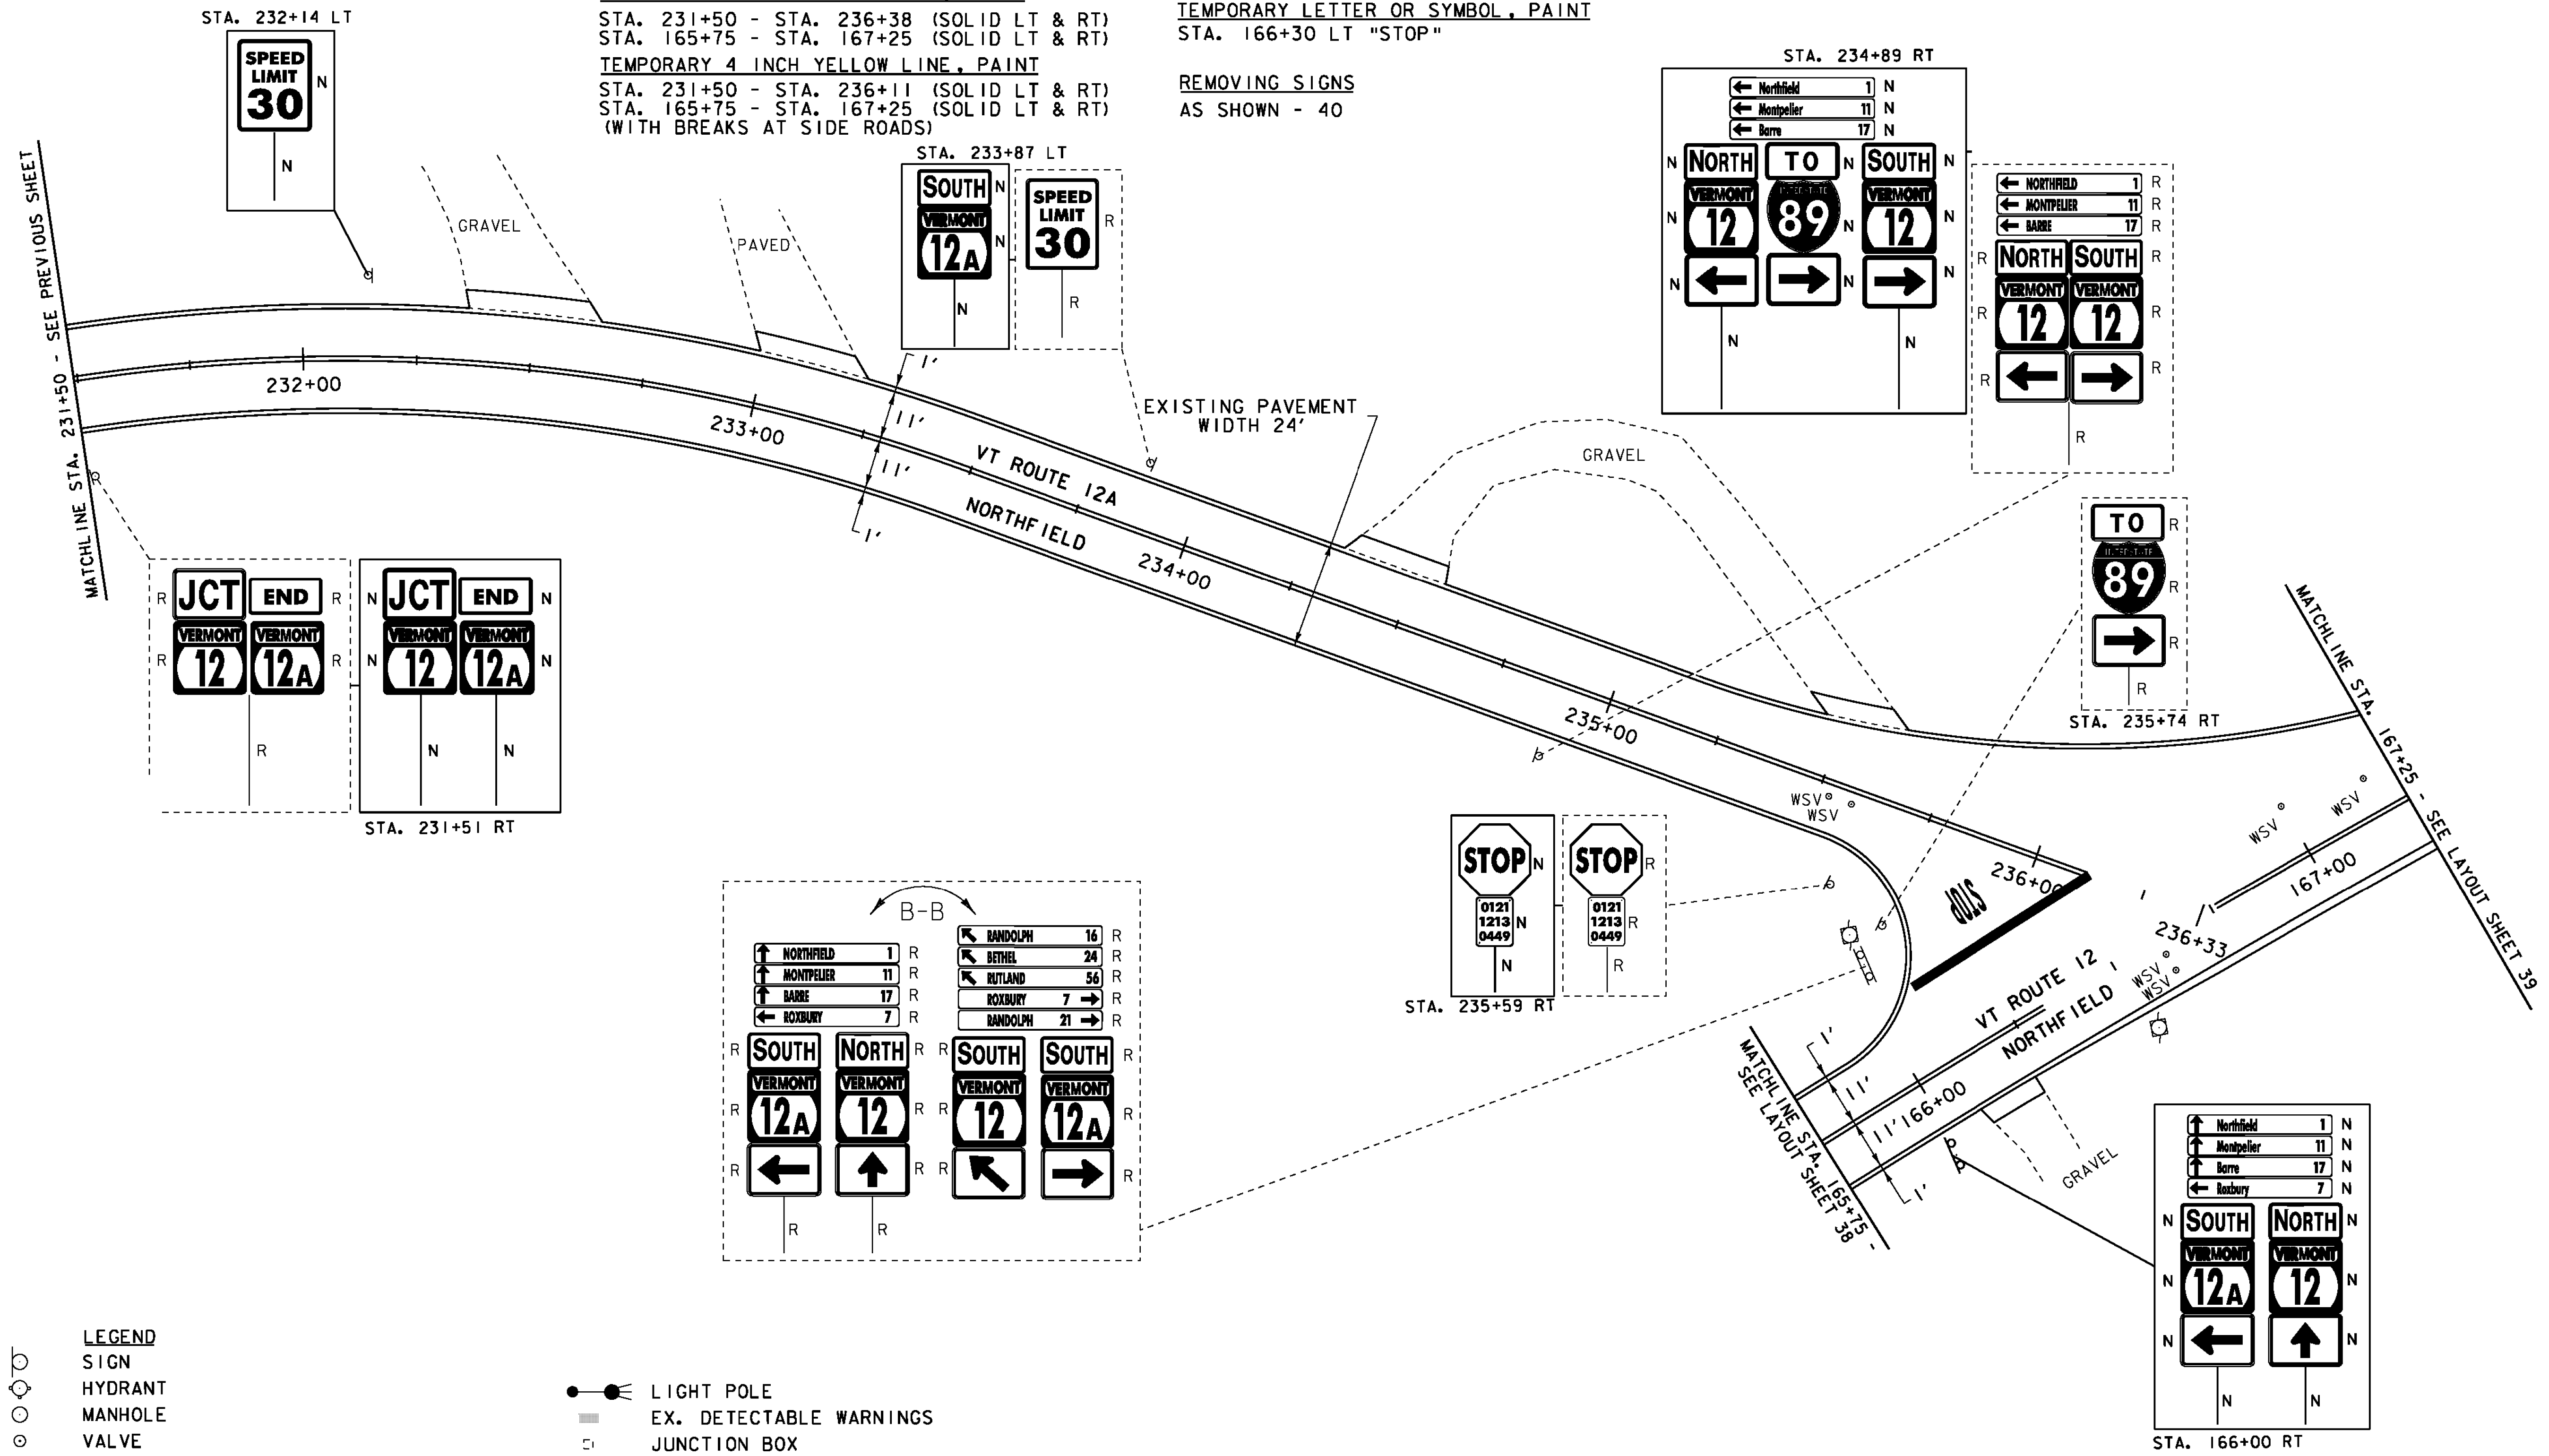 STA. 231+50 - STA. 236+38 (SOLID LT & RT)
STA. 165+75 - STA. 167+25 (SOLID LT & RT)
TEMPORARY 4 INCH YELLOW LINE, PAINT
STA. 231+50 - STA. 236+11 (SOLID LT & RT)
STA. 165+75 - STA. 167+25 (SOLID LT & RT)
(WITH BREAKS AT SIDE ROADS)
TEMPORARY LETTER OR SYMBOL, PAINT
STA. 166+30 LT "STOP"
REMOVING SIGNS
AS SHOWN - 40
STA. 232+14 LT
SPEED
LIMIT N
30
N
MATCHLINE STA. 231+50 - SEE PREVIOUS SHEET
GRAVEL
PAVED
STA. 233+87 LT
SOUTH N
VERMONT
12A N
N
SPEED
LIMIT R
30
R
232+00
233+00
1'
11'
11'
1'
VT ROUTE 12A
NORTHFIELD
234+00
EXISTING PAVEMENT
WIDTH 24'
GRAVEL
235+00
STA. 234+89 RT
← Northfield 1 N
← Montpelier 11 N
← Barre 17 N
N NORTH TO N SOUTH N
VERMONT INTERSTATE VERMONT
N 12 89 N 12 N
N ← → N → N
N N
← NORTHFIELD 1 R
← MONTPELIER 11 R
← BARRE 17 R
R NORTH SOUTH R
VERMONT VERMONT
R 12 12 R
R ← → R
R
TO R
INTERSTATE
89 R
→ R
R
STA. 235+74 RT
R JCT END R
VERMONT VERMONT
R 12 12A R
R
N JCT END N
VERMONT VERMONT
N 12 12A N
N N
STA. 231+51 RT
WSV
WSV
STOP N
0121
1213 N
0449
N
STOP R
0121
1213 R
0449
R
STA. 235+59 RT
236+00
STOP
236+33
WSV
WSV
WSV
WSV
167+00
MATCHLINE STA. 167+25 - SEE LAYOUT SHEET 39
VT ROUTE 12
NORTHFIELD
1'
11'
11'
1'
166+00
MATCHLINE STA. 165+75 -
SEE LAYOUT SHEET 38
GRAVEL
B-B
↑ NORTHFIELD 1 R
↑ MONTPELIER 11 R
↑ BARRE 17 R
← ROXBURY 7 R
R SOUTH NORTH R
VERMONT VERMONT
R 12A 12 R
R ← ↑ R
R R
↖ RANDOLPH 16 R
↖ BETHEL 24 R
↖ RUTLAND 56 R
ROXBURY 7 → R
RANDOLPH 21 → R
R SOUTH SOUTH R
VERMONT VERMONT
R 12 12A R
R ↖ → R
↑ Northfield 1 N
↑ Montpelier 11 N
↑ Barre 17 N
← Roxbury 7 N
N SOUTH NORTH N
VERMONT VERMONT
N 12A 12 N
N ← ↑ N
N N
STA. 166+00 RT
LEGEND
SIGN
HYDRANT
MANHOLE
VALVE
LIGHT POLE
EX. DETECTABLE WARNINGS
JUNCTION BOX